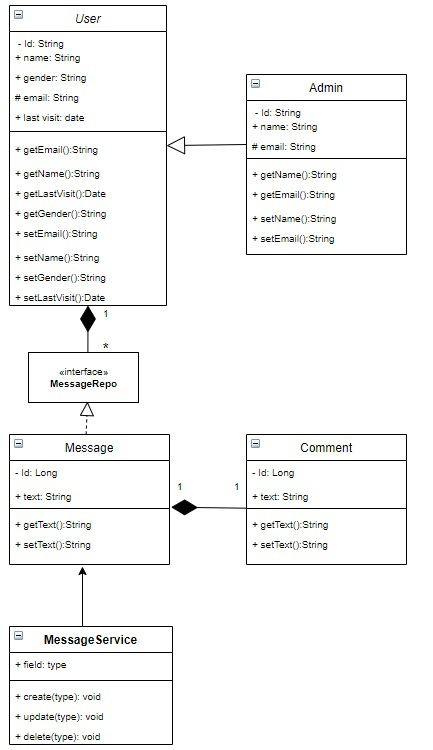 User
- Id: String
+ name: String
+ gender: String
# email: String
+ last visit: date
+ getEmail():String
+ getName():String
+ getLastVisit():Date
+ getGender():String
+ setEmail():String
+ setName():String
+ setGender():String
+ setLastVisit():Date
Admin
- Id: String
+ name: String
# email: String
+ getName():String
+ getEmail():String
+ setName():String
+ setEmail():String
1
*
«interface»
MessageRepo
Message
- Id: Long
+ text: String
+ getText():String
+ setText():String
1
1
Comment
- Id: Long
+ text: String
+ getText():String
+ setText():String
MessageService
+ field: type
+ create(type): void
+ update(type): void
+ delete(type): void